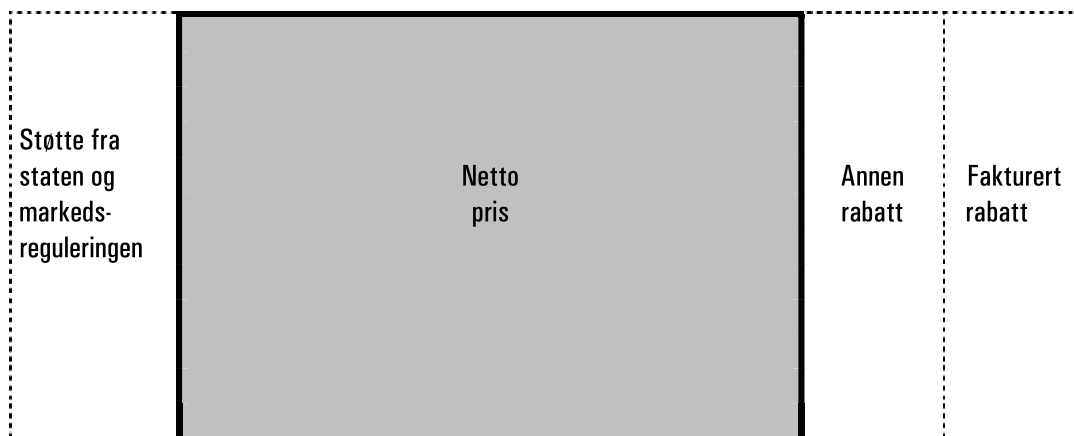 Støtte fra
staten og
markeds-
reguleringen
Netto
pris
Annen
rabatt
Fakturert
rabatt